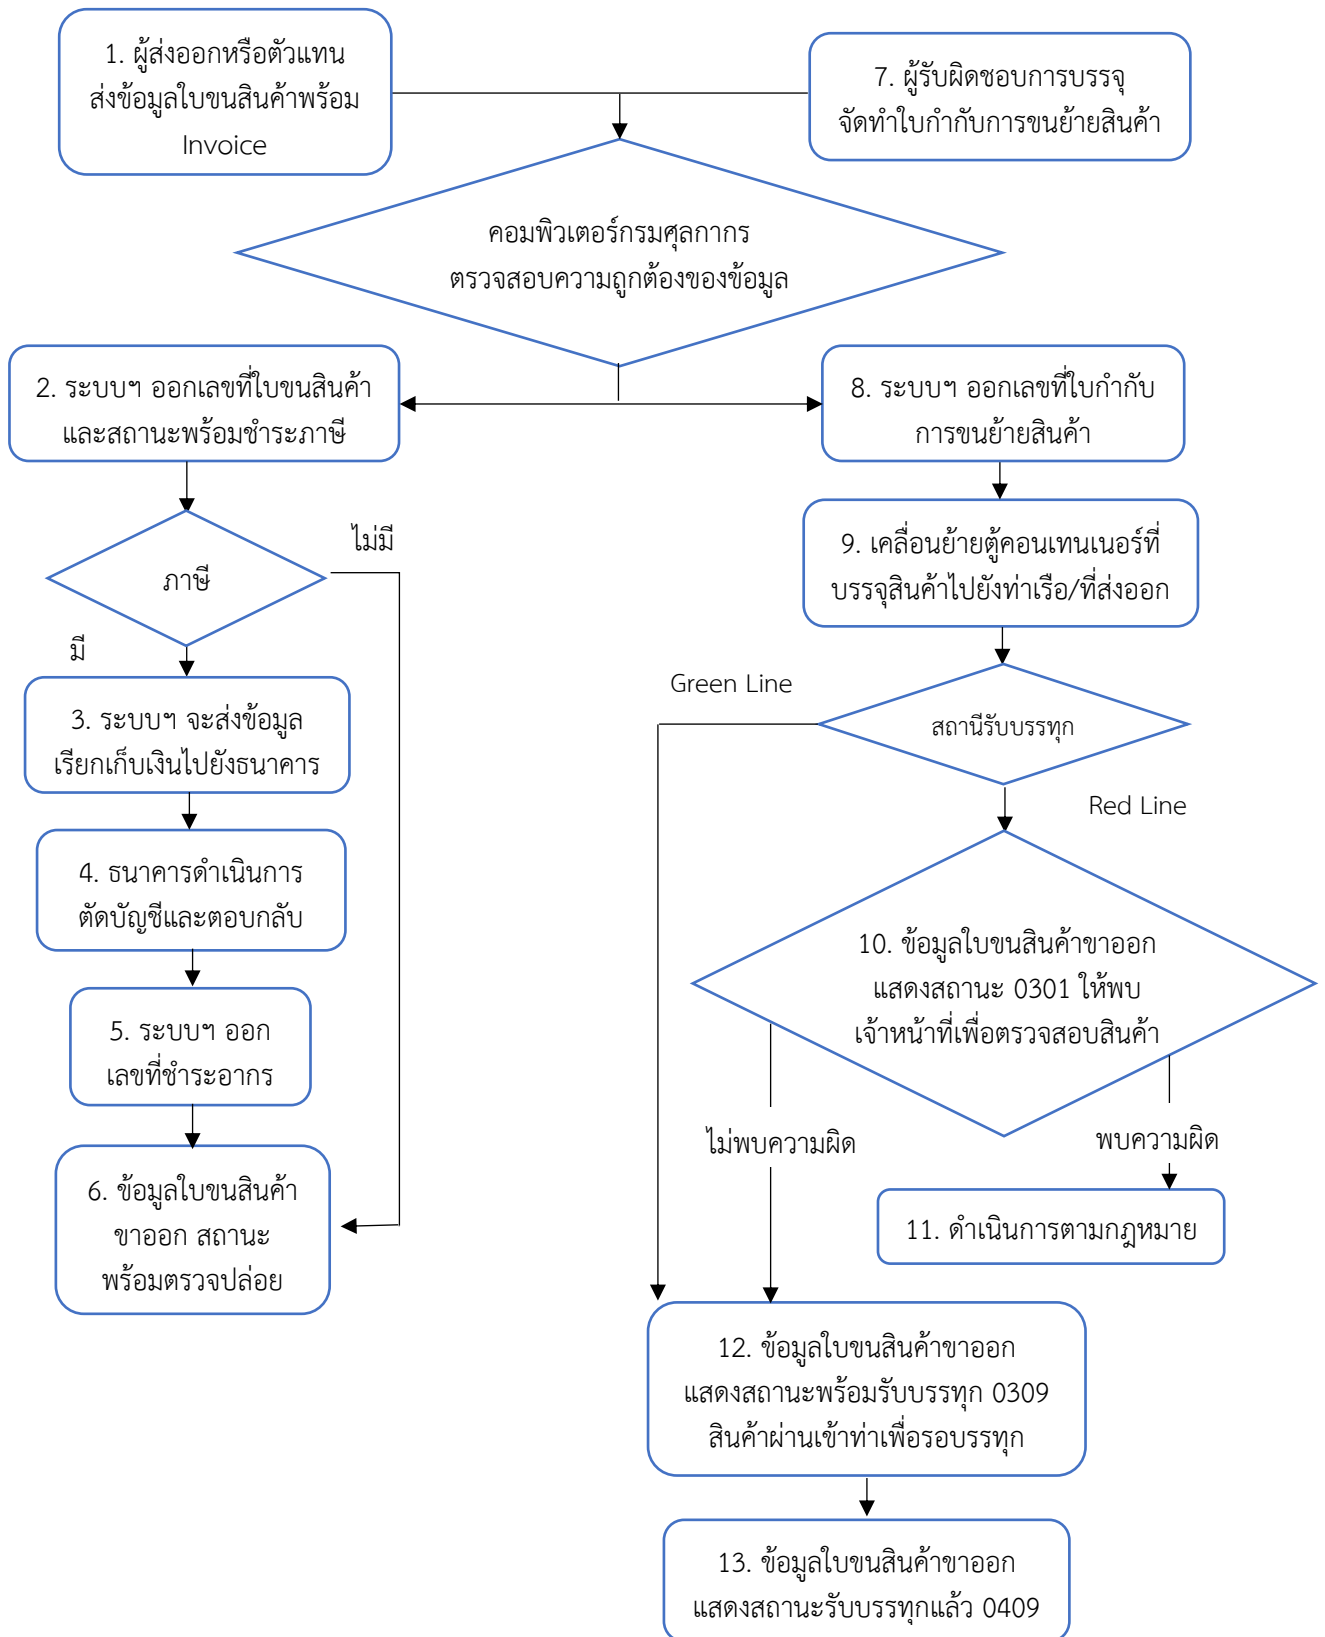 1. ผู้ส่งออกหรือตัวแทน
ส่งข้อมูลใบขนสินค้าพร้อม
Invoice
7. ผู้รับผิดชอบการบรรจุ
จัดทำใบกำกับการขนย้ายสินค้า
คอมพิวเตอร์กรมศุลกากร
ตรวจสอบความถูกต้องของข้อมูล
2. ระบบฯ ออกเลขที่ใบขนสินค้า
และสถานะพร้อมชำระภาษี
8. ระบบฯ ออกเลขที่ใบกำกับ
การขนย้ายสินค้า
ภาษี
ไม่มี
มี
9. เคลื่อนย้ายตู้คอนเทนเนอร์ที่
บรรจุสินค้าไปยังท่าเรือ/ที่ส่งออก
3. ระบบฯ จะส่งข้อมูล
เรียกเก็บเงินไปยังธนาคาร
Green Line
สถานีรับบรรทุก
Red Line
4. ธนาคารดำเนินการ
ตัดบัญชีและตอบกลับ
10. ข้อมูลใบขนสินค้าขาออก
แสดงสถานะ 0301 ให้พบ
เจ้าหน้าที่เพื่อตรวจสอบสินค้า
5. ระบบฯ ออก
เลขที่ชำระอากร
ไม่พบความผิด
พบความผิด
6. ข้อมูลใบขนสินค้า
ขาออก สถานะ
พร้อมตรวจปล่อย
11. ดำเนินการตามกฎหมาย
12. ข้อมูลใบขนสินค้าขาออก
แสดงสถานะพร้อมรับบรรทุก 0309
สินค้าผ่านเข้าท่าเพื่อรอบรรทุก
13. ข้อมูลใบขนสินค้าขาออก
แสดงสถานะรับบรรทุกแล้ว 0409